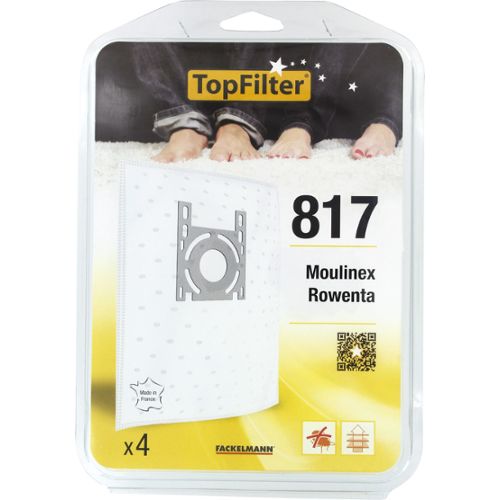 TopFilter®
817
Moulinex
Rowenta
Made in
France
x4
FACKELMANN